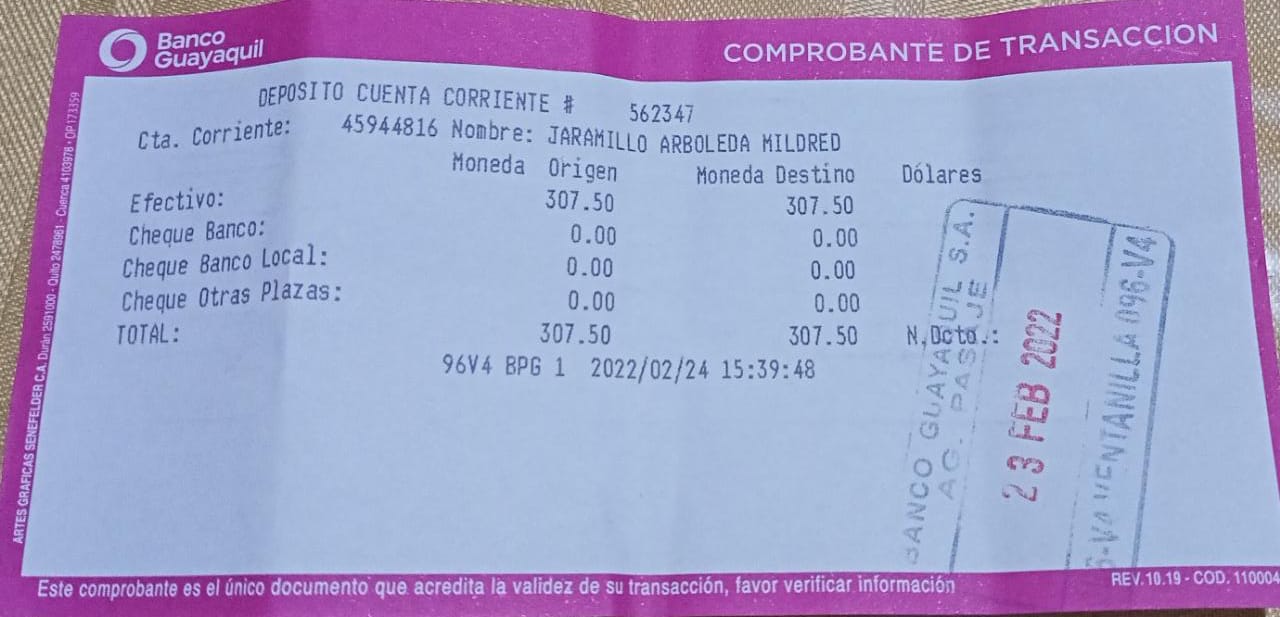 Banco
Guayaquil
COMPROBANTE DE TRANSACCION
DEPOSITO CUENTA CORRIENTE # 562347
Cta. Corriente: 45944816 Nombre: JARAMILLO ARBOLEDA MILDRED
Moneda Origen Moneda Destino Dólares
Efectivo: 307.50 307.50
Cheque Banco: 0.00 0.00
Cheque Banco Local: 0.00 0.00
Cheque Otras Plazas: 0.00 0.00
TOTAL: 307.50 307.50 N.Dcto.:
96V4 BPG 1 2022/02/24 15:39:48
BANCO GUAYAQUIL S.A.
AG. PASAJE
23 FEB 2022
VENTANILLA 096-V4
Este comprobante es el único documento que acredita la validez de su transacción, favor verificar información
REV. 10.19 - COD. 110004
ARTES GRAFICAS SENEFELDER C.A. Durán 2591000 - Quito 2478961 - Cuenca 4103978 - OP 173359